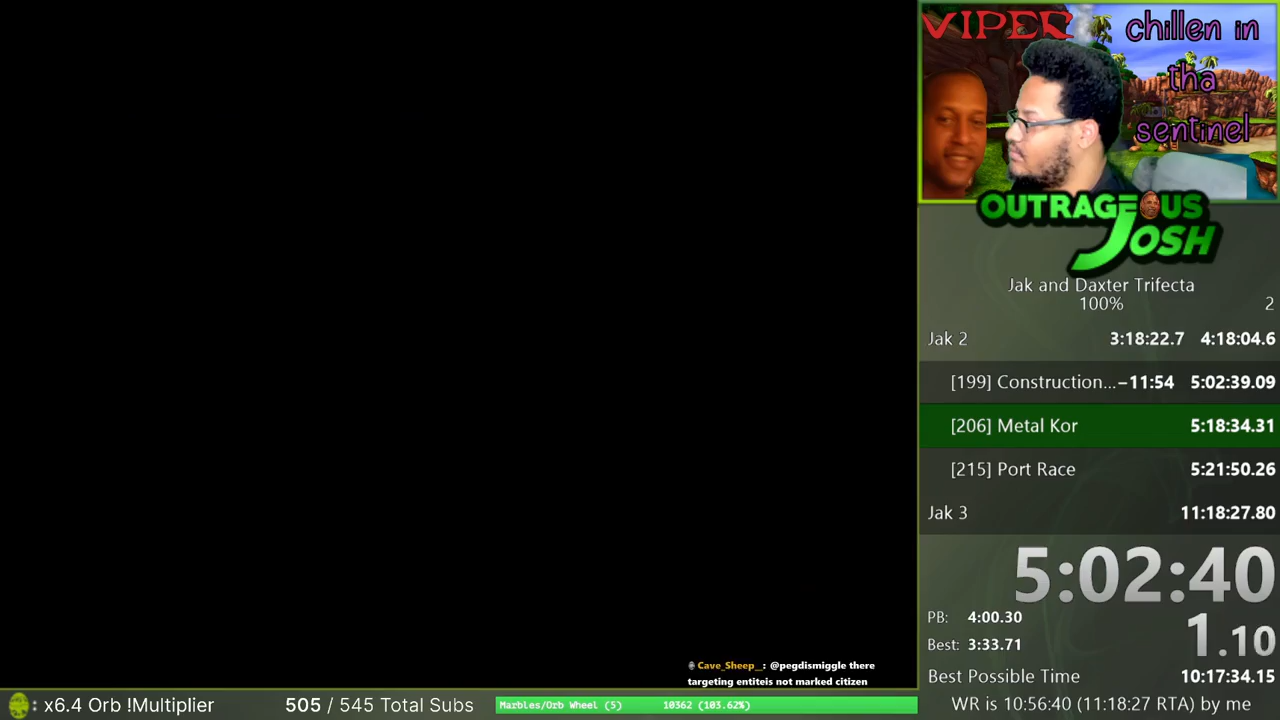 VIPER
chillen in
tha
sentinel
OUTRAGEOUS
JOSH
Jak and Daxter Trifecta
100% 2
Jak 2 3:18:22.7 4:18:04.6
[199] Construction... −11:54 5:02:39.09
[206] Metal Kor 5:18:34.31
[215] Port Race 5:21:50.26
Jak 3 11:18:27.80
5:02:40
PB: 4:00.30
1.10
Best: 3:33.71
Best Possible Time 10:17:34.15
WR is 10:56:40 (11:18:27 RTA) by me
Cave_Sheep_: @pegdismiggle there
targeting entiteis not marked citizen
: x6.4 Orb !Multiplier 505 / 545 Total Subs Marbles/Orb Wheel (5) 10362 (103.62%)